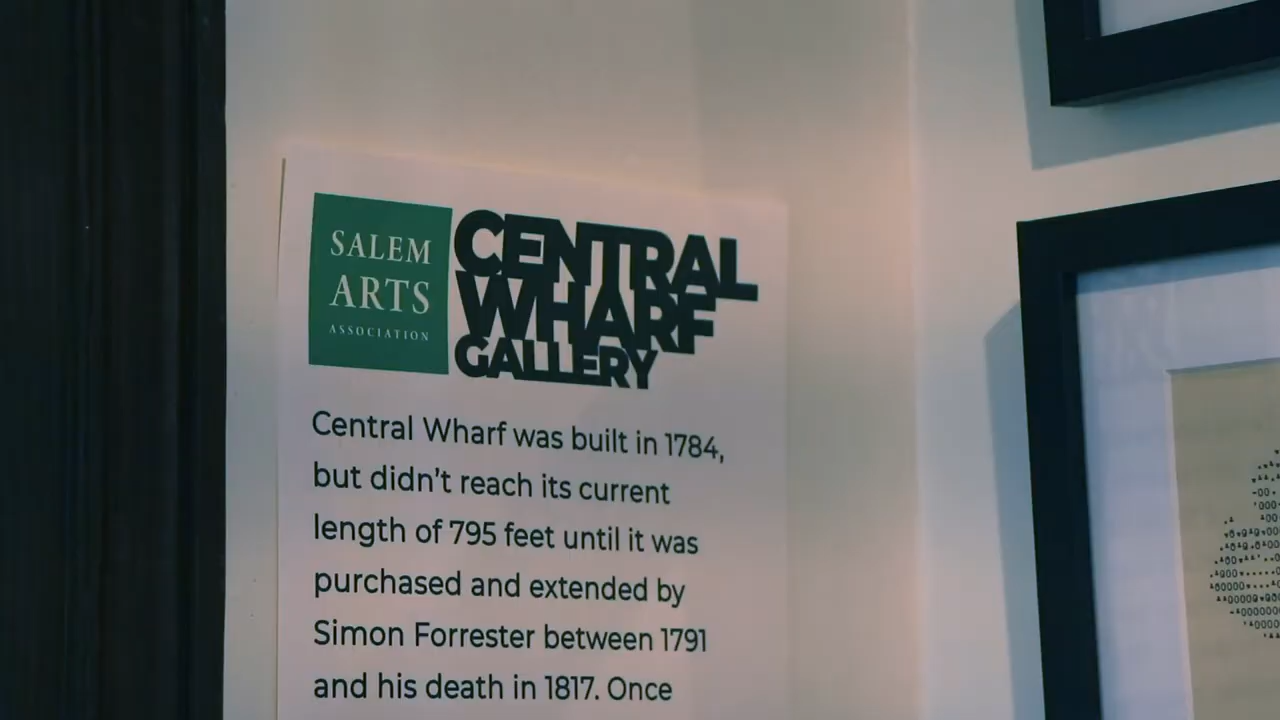 SALEM
ARTS
ASSOCIATION
CENTRAL
WHARF
GALLERY
Central Wharf was built in 1784,
but didn't reach its current
length of 795 feet until it was
purchased and extended by
Simon Forrester between 1791
and his death in 1817. Once